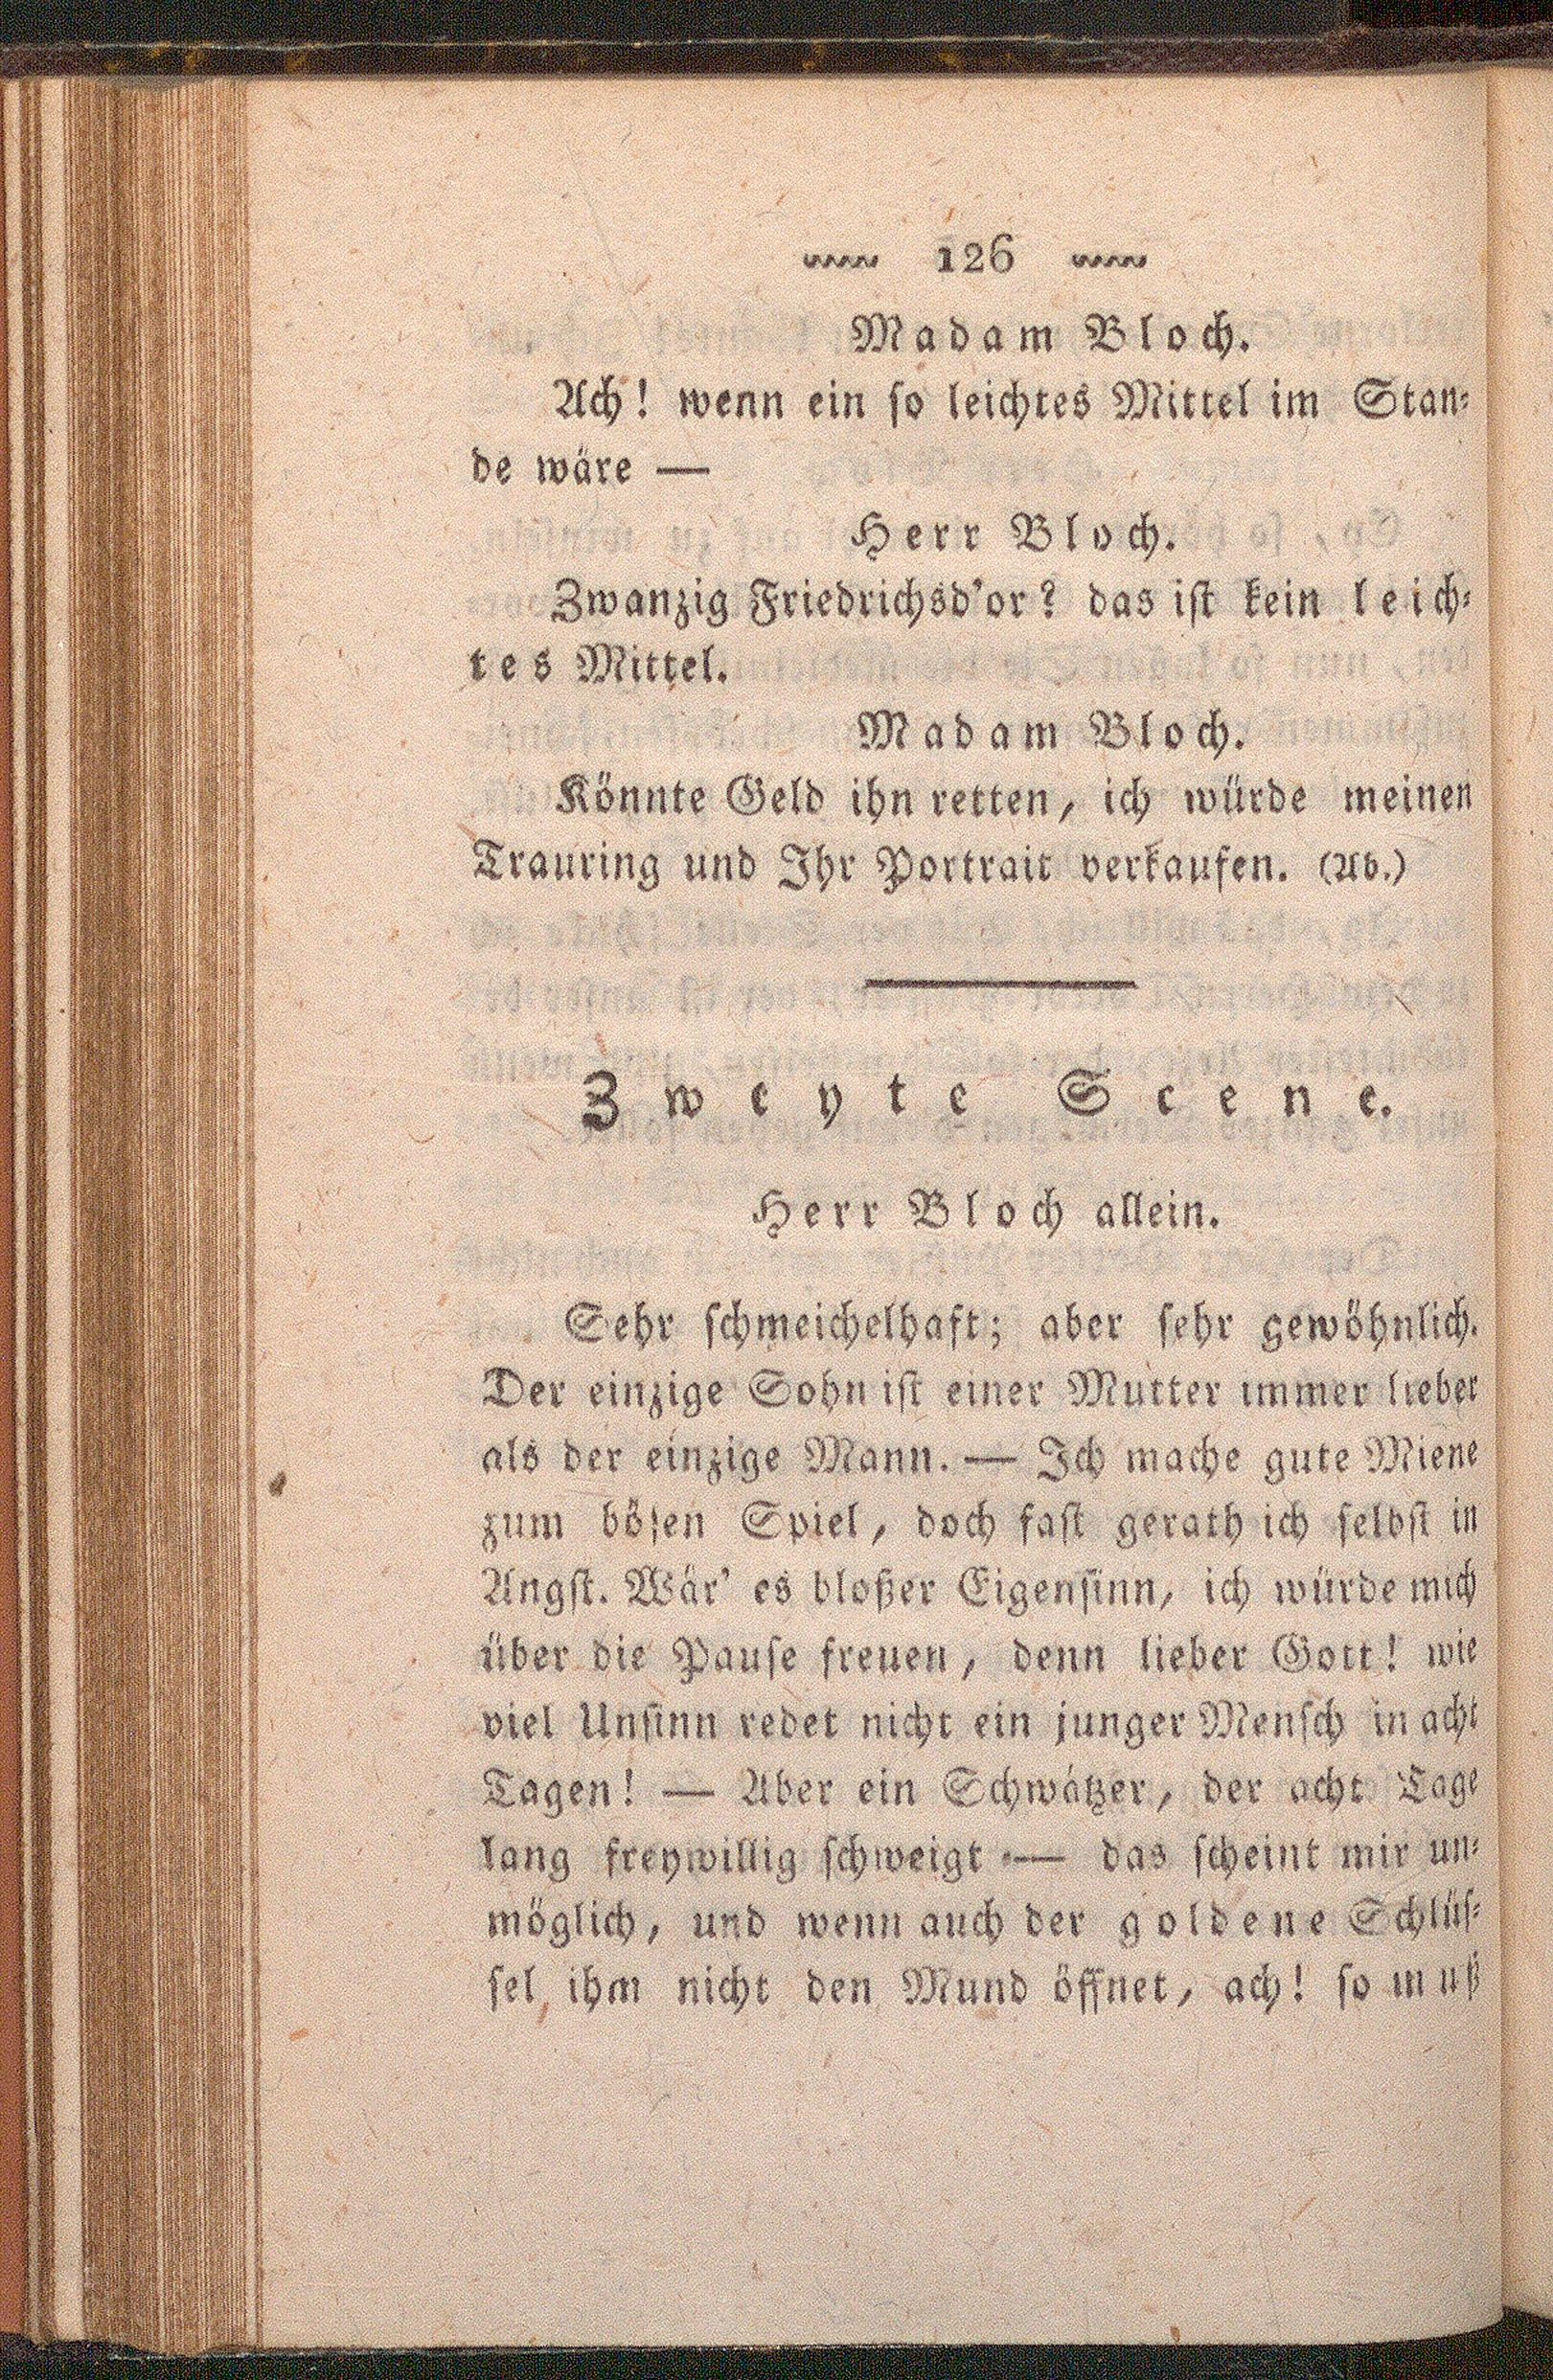 126
Madam Bloch.
Ach! wenn ein ſo leichtes Mittel im Stan⸗
de wäre —
Herr Bloch.
Zwanzig Friedrichsd'or? das iſt kein leich⸗
tes Mittel.
Madam Bloch.
Könnte Geld ihn retten, ich würde meinen
Trauring und Ihr Portrait verkaufen. (Ab.)
Zweyte Scene.
Herr Bloch allein.
Sehr ſchmeichelhaft; aber ſehr gewöhnlich.
Der einzige Sohn iſt einer Mutter immer lieber
als der einzige Mann. — Ich mache gute Miene
zum böſen Spiel, doch faſt gerath ich ſelbſt in
Angſt. Wär' es bloßer Eigenſinn, ich würde mich
über die Pauſe freuen, denn lieber Gott! wie
viel Unſinn redet nicht ein junger Menſch in acht
Tagen! — Aber ein Schwätzer, der acht Tage
lang freywillig ſchweigt — das ſcheint mir un⸗
möglich, und wenn auch der goldene Schlüſ⸗
ſel ihm nicht den Mund öffnet, ach! ſo muß